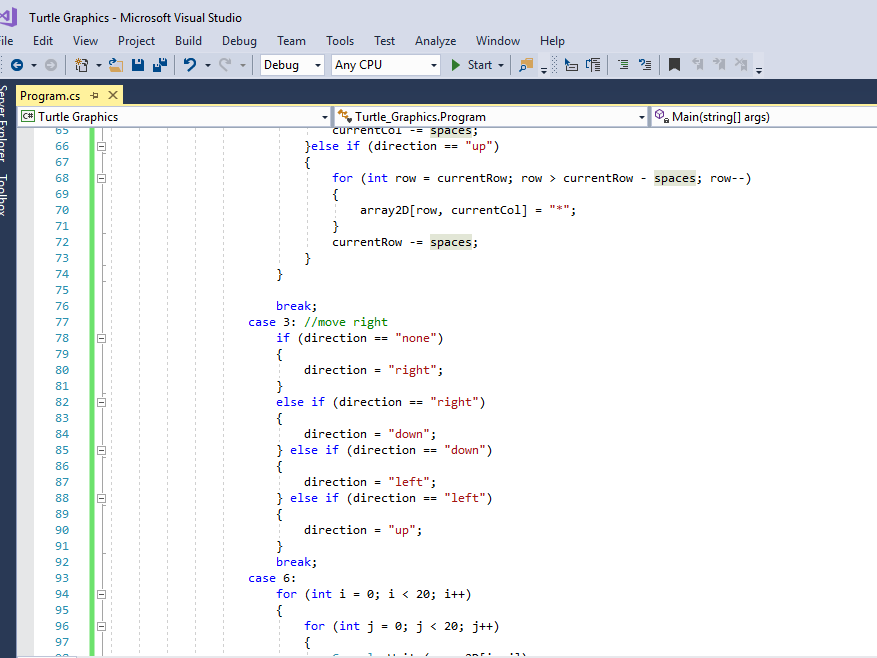 Turtle Graphics - Microsoft Visual Studio
File Edit View Project Build Debug Team Tools Test Analyze Window Help
Debug Any CPU Start
Server Explorer
Toolbox
Program.cs
C# Turtle Graphics Turtle_Graphics.Program Main(string[] args)
65 currentCol -= spaces;
66 }else if (direction == "up")
67 {
68 for (int row = currentRow; row > currentRow - spaces; row--)
69 {
70 array2D[row, currentCol] = "*";
71 }
72 currentRow -= spaces;
73 }
74 }
75
76 break;
77 case 3: //move right
78 if (direction == "none")
79 {
80 direction = "right";
81 }
82 else if (direction == "right")
83 {
84 direction = "down";
85 } else if (direction == "down")
86 {
87 direction = "left";
88 } else if (direction == "left")
89 {
90 direction = "up";
91 }
92 break;
93 case 6:
94 for (int i = 0; i < 20; i++)
95 {
96 for (int j = 0; j < 20; j++)
97 {